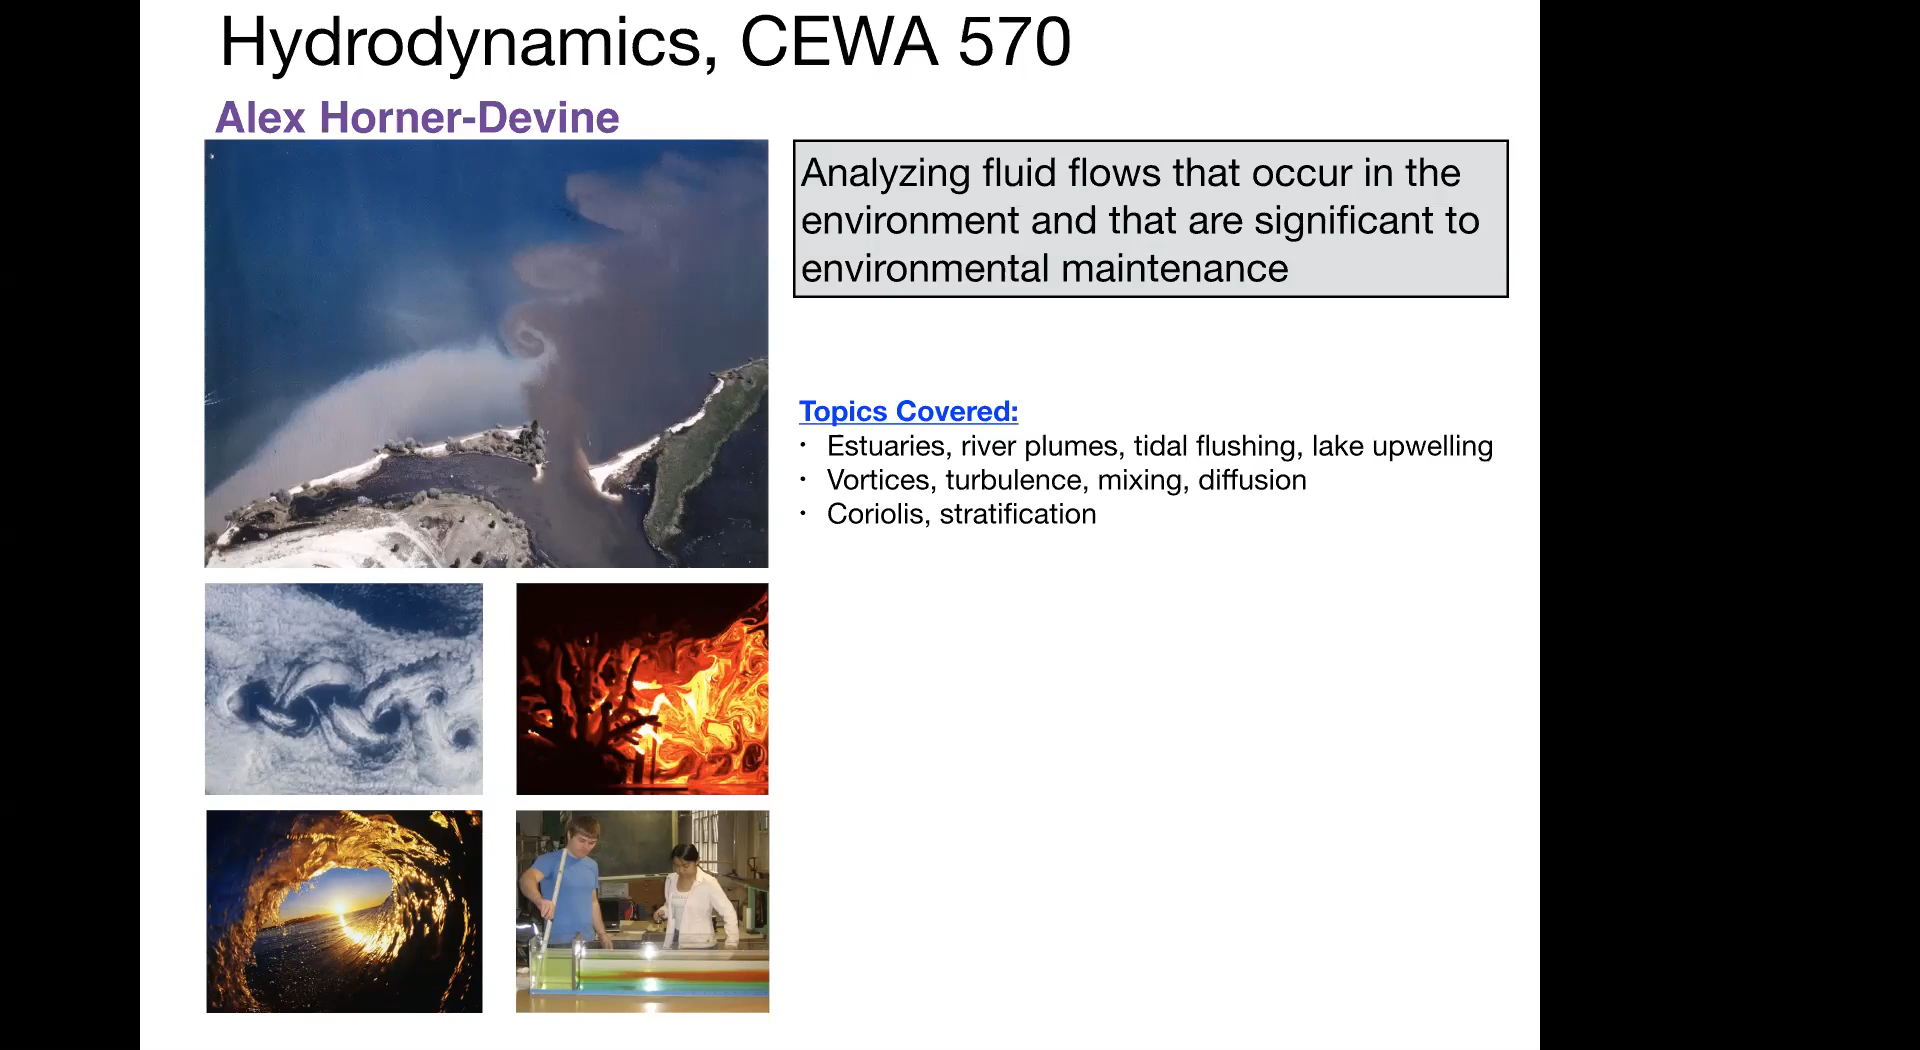 Hydrodynamics, CEWA 570
Alex Horner-Devine
Analyzing fluid flows that occur in the
environment and that are significant to
environmental maintenance
Topics Covered:
• Estuaries, river plumes, tidal flushing, lake upwelling
• Vortices, turbulence, mixing, diffusion
• Coriolis, stratification